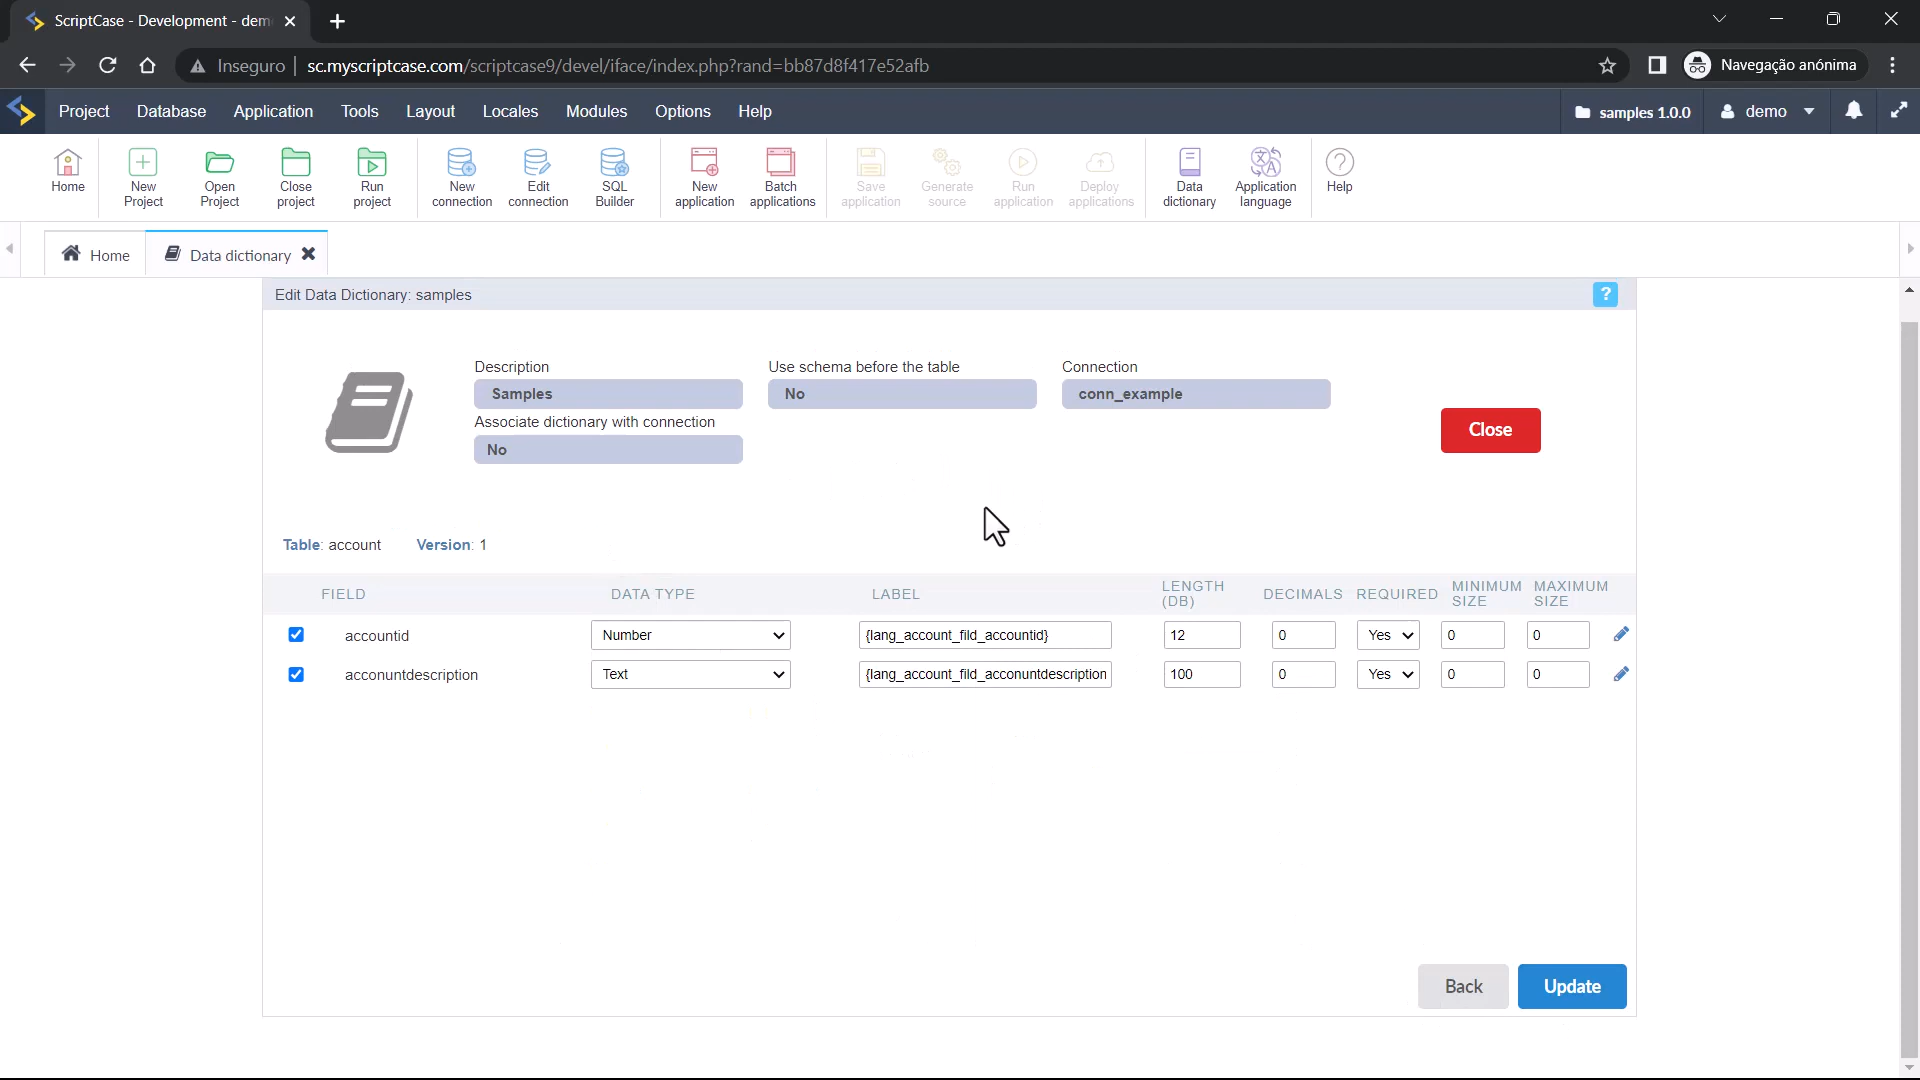 ScriptCase - Development - dem
Inseguro
sc.myscriptcase.com/scriptcase9/devel/iface/index.php?rand=bb87d8f417e52afb
Navegação anónima
Project Database Application Tools Layout Locales Modules Options Help
samples 1.0.0 demo
Home
New Project
Open Project
Close project
Run project
New connection
Edit connection
SQL Builder
New application
Batch applications
Save application
Generate source
Run application
Deploy applications
Data dictionary
Application language
Help
Home Data dictionary
Edit Data Dictionary: samples ?
Description Use schema before the table Connection
Samples No conn_example
Associate dictionary with connection
No
Close
Table: account Version: 1
FIELD DATA TYPE LABEL LENGTH (DB) DECIMALS REQUIRED MINIMUM SIZE MAXIMUM SIZE
accountid Number {lang_account_fild_accountid} 12 0 Yes 0 0
acconuntdescription Text {lang_account_fild_acconuntdescription 100 0 Yes 0 0
Back Update